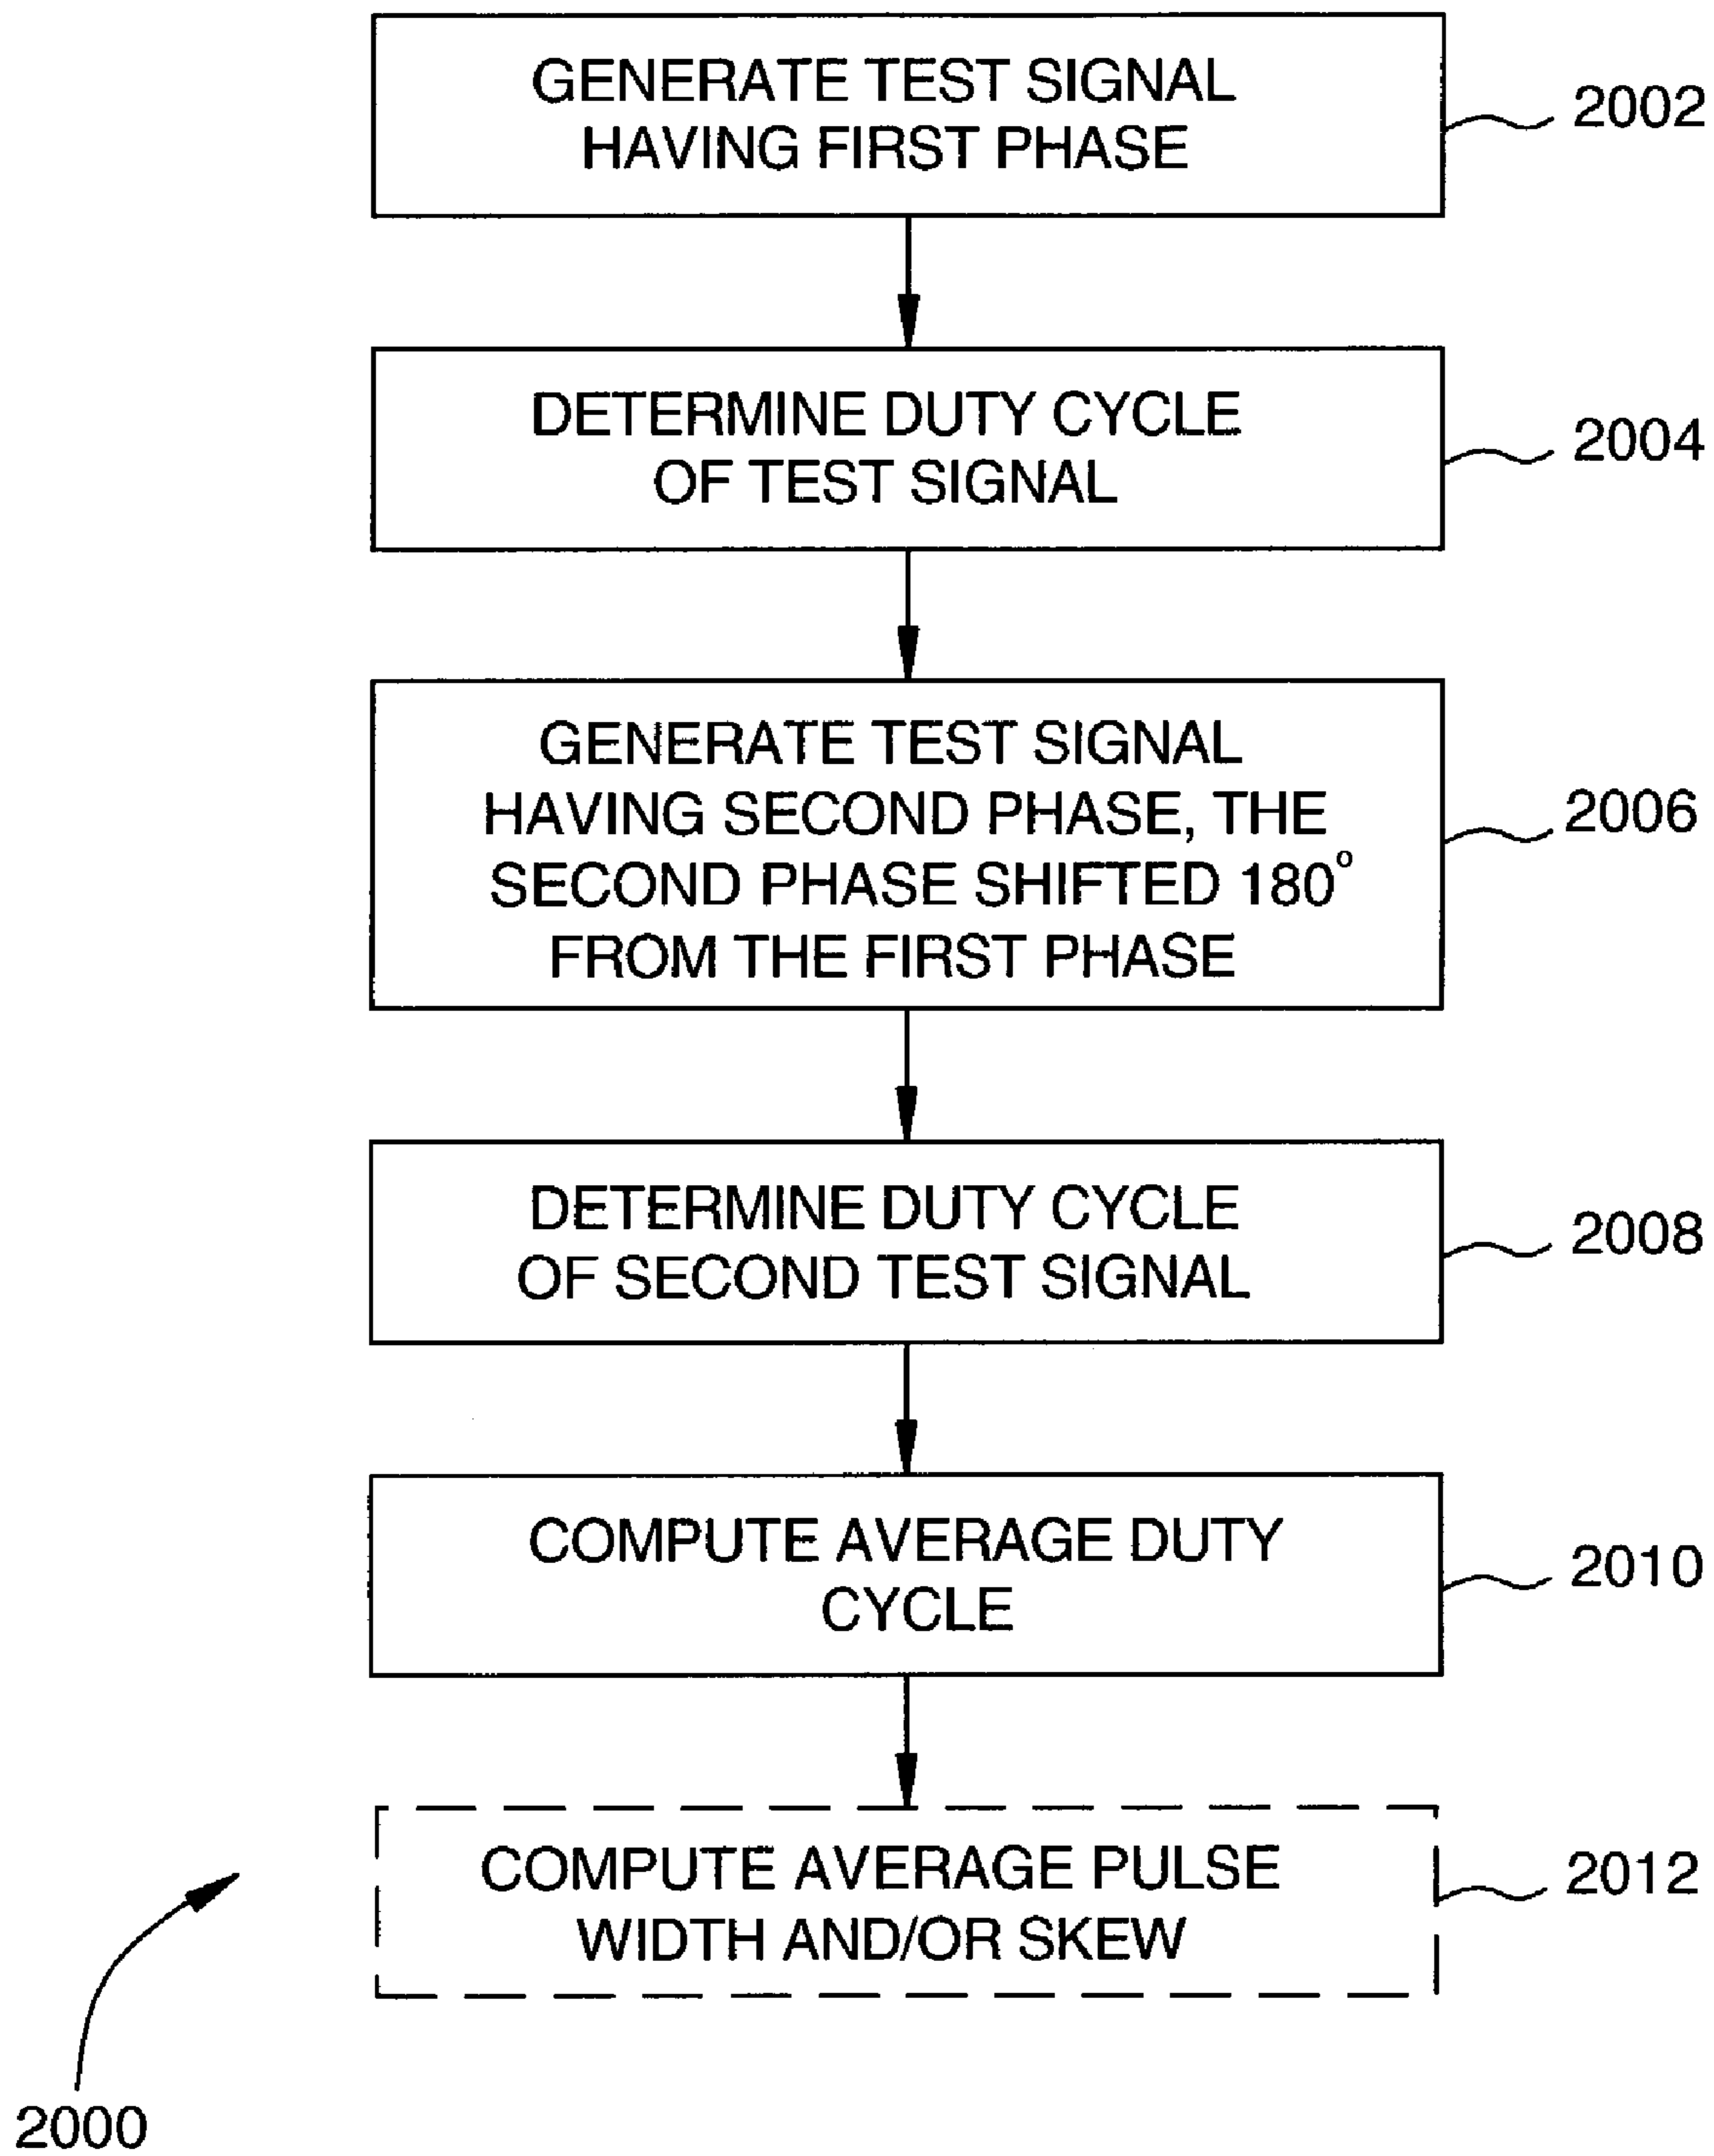 GENERATE TEST SIGNAL
HAVING FIRST PHASE
2002
DETERMINE DUTY CYCLE
OF TEST SIGNAL
2004
GENERATE TEST SIGNAL
HAVING SECOND PHASE, THE
SECOND PHASE SHIFTED 180°
FROM THE FIRST PHASE
2006
DETERMINE DUTY CYCLE
OF SECOND TEST SIGNAL
2008
COMPUTE AVERAGE DUTY
CYCLE
2010
COMPUTE AVERAGE PULSE
WIDTH AND/OR SKEW
2012
2000